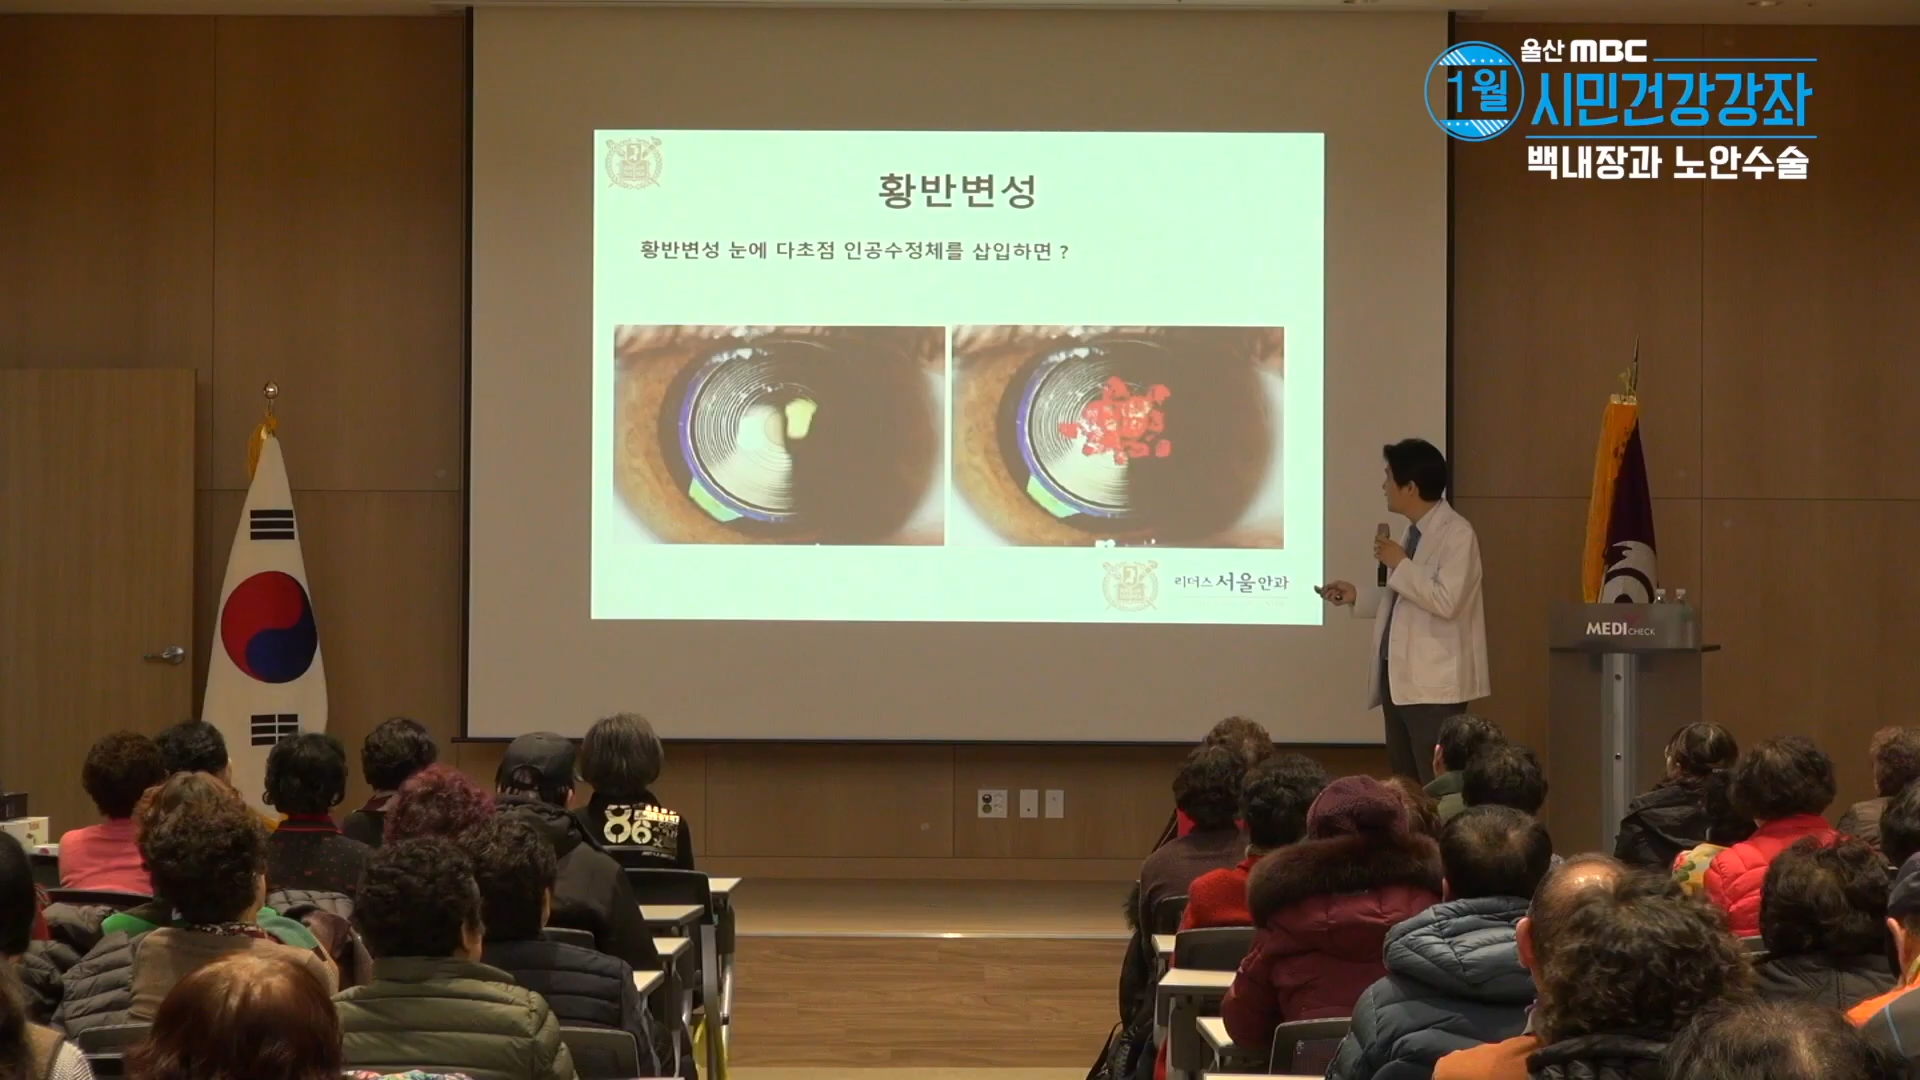 울산 MBC
1월
시민건강강좌
백내장과 노안수술
황반변성
황반변성 눈에 다초점 인공수정체를 삽입하면 ?
리더스 서울안과
MEDICHECK
86